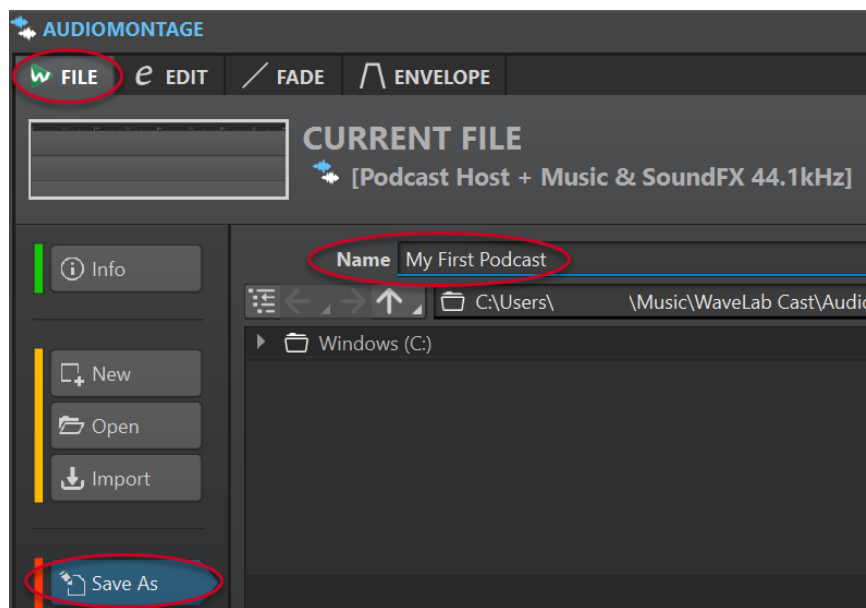 AUDIOMONTAGE
FILE EDIT FADE ENVELOPE
CURRENT FILE
[Podcast Host + Music & SoundFX 44.1kHz]
Info
Name My First Podcast
C:\Users\ \Music\WaveLab Cast\Audio
Windows (C:)
New
Open
Import
Save As